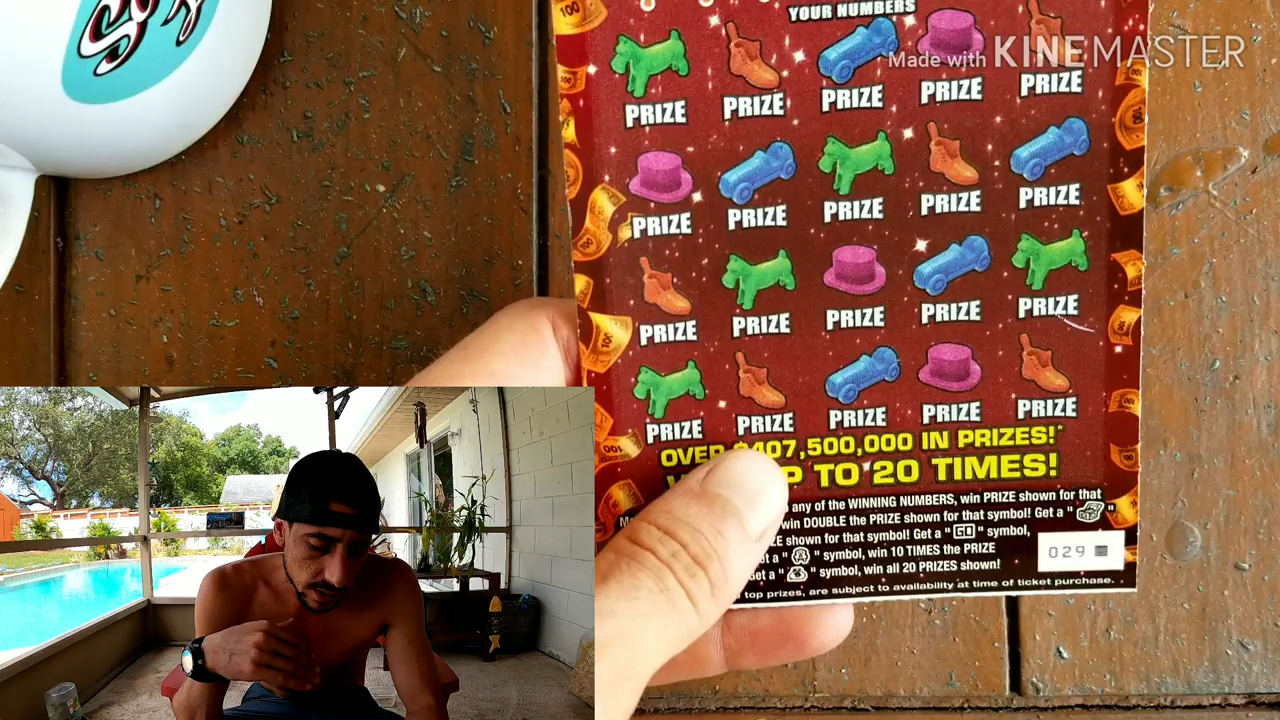 YOUR NUMBERS
Made with KINEMASTER
PRIZE PRIZE PRIZE PRIZE PRIZE
PRIZE PRIZE PRIZE PRIZE PRIZE
PRIZE PRIZE PRIZE PRIZE PRIZE
PRIZE PRIZE PRIZE PRIZE PRIZE
OVER $407,500,000 IN PRIZES!*
TO 20 TIMES!
any of the WINNING NUMBERS, win PRIZE shown for that
win DOUBLE the PRIZE shown for that symbol! Get a " "
shown for that symbol! Get a " GO " symbol,
" symbol, win 10 TIMES the PRIZE
Get a " " symbol, win all 20 PRIZES shown!
top prizes, are subject to availability at time of ticket purchase.
029